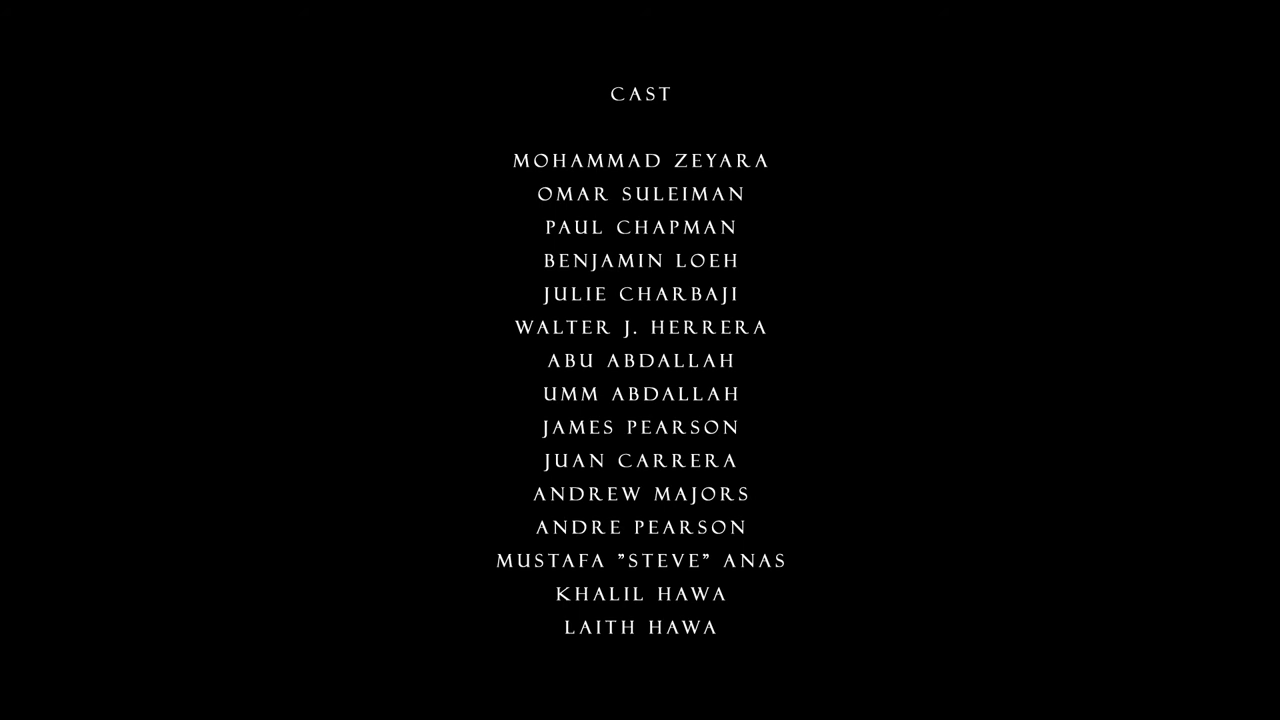 CAST
MOHAMMAD ZEYARA
OMAR SULEIMAN
PAUL CHAPMAN
BENJAMIN LOEH
JULIE CHARBAJI
WALTER J. HERRERA
ABU ABDALLAH
UMM ABDALLAH
JAMES PEARSON
JUAN CARRERA
ANDREW MAJORS
ANDRE PEARSON
MUSTAFA ”STEVE” ANAS
KHALIL HAWA
LAITH HAWA